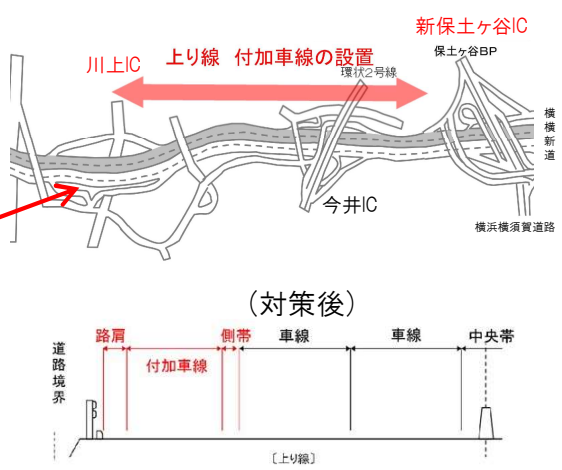 新保土ヶ谷IC
川上IC
上り線 付加車線の設置
保土ヶ谷BP
環状2号線
横横新道
今井IC
横浜横須賀道路
(対策後)
路肩
側帯
車線
車線
中央帯
付加車線
道路境界
〔上り線〕